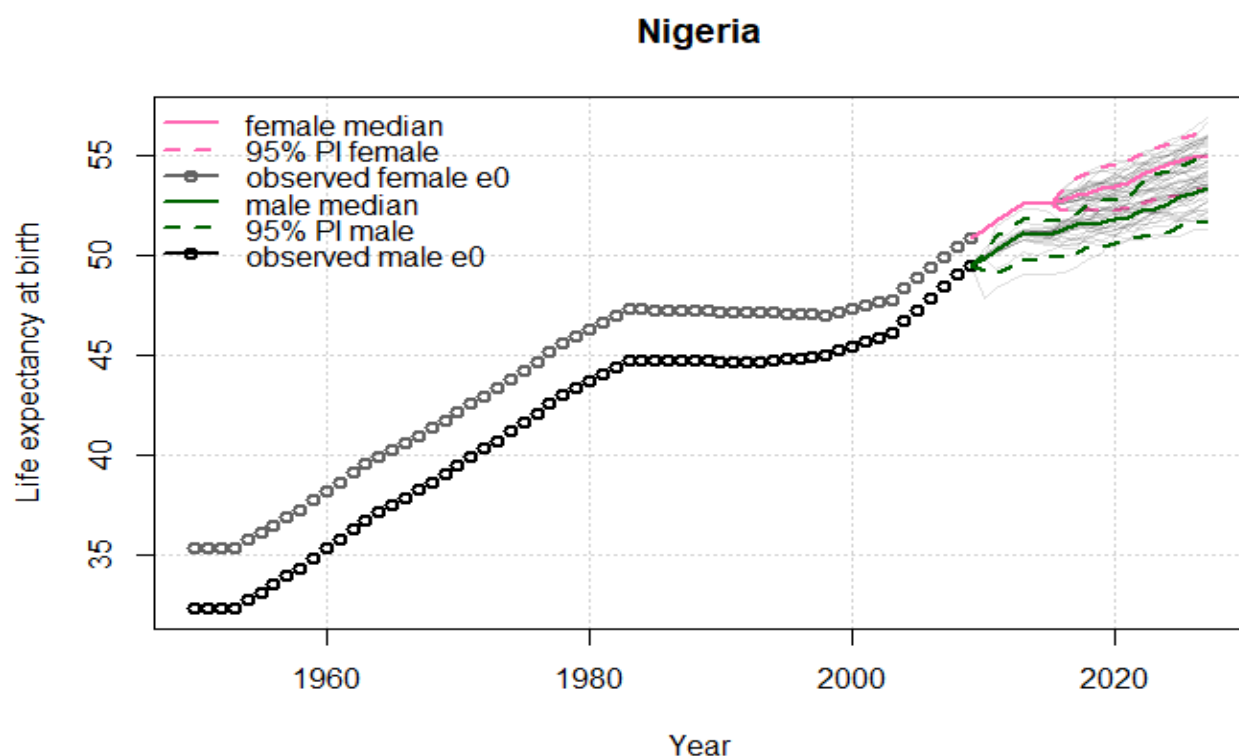 Nigeria
female median
95% PI female
observed female e0
male median
95% PI male
observed male e0
Life expectancy at birth
55
50
45
40
35
1960 1980 2000 2020
Year